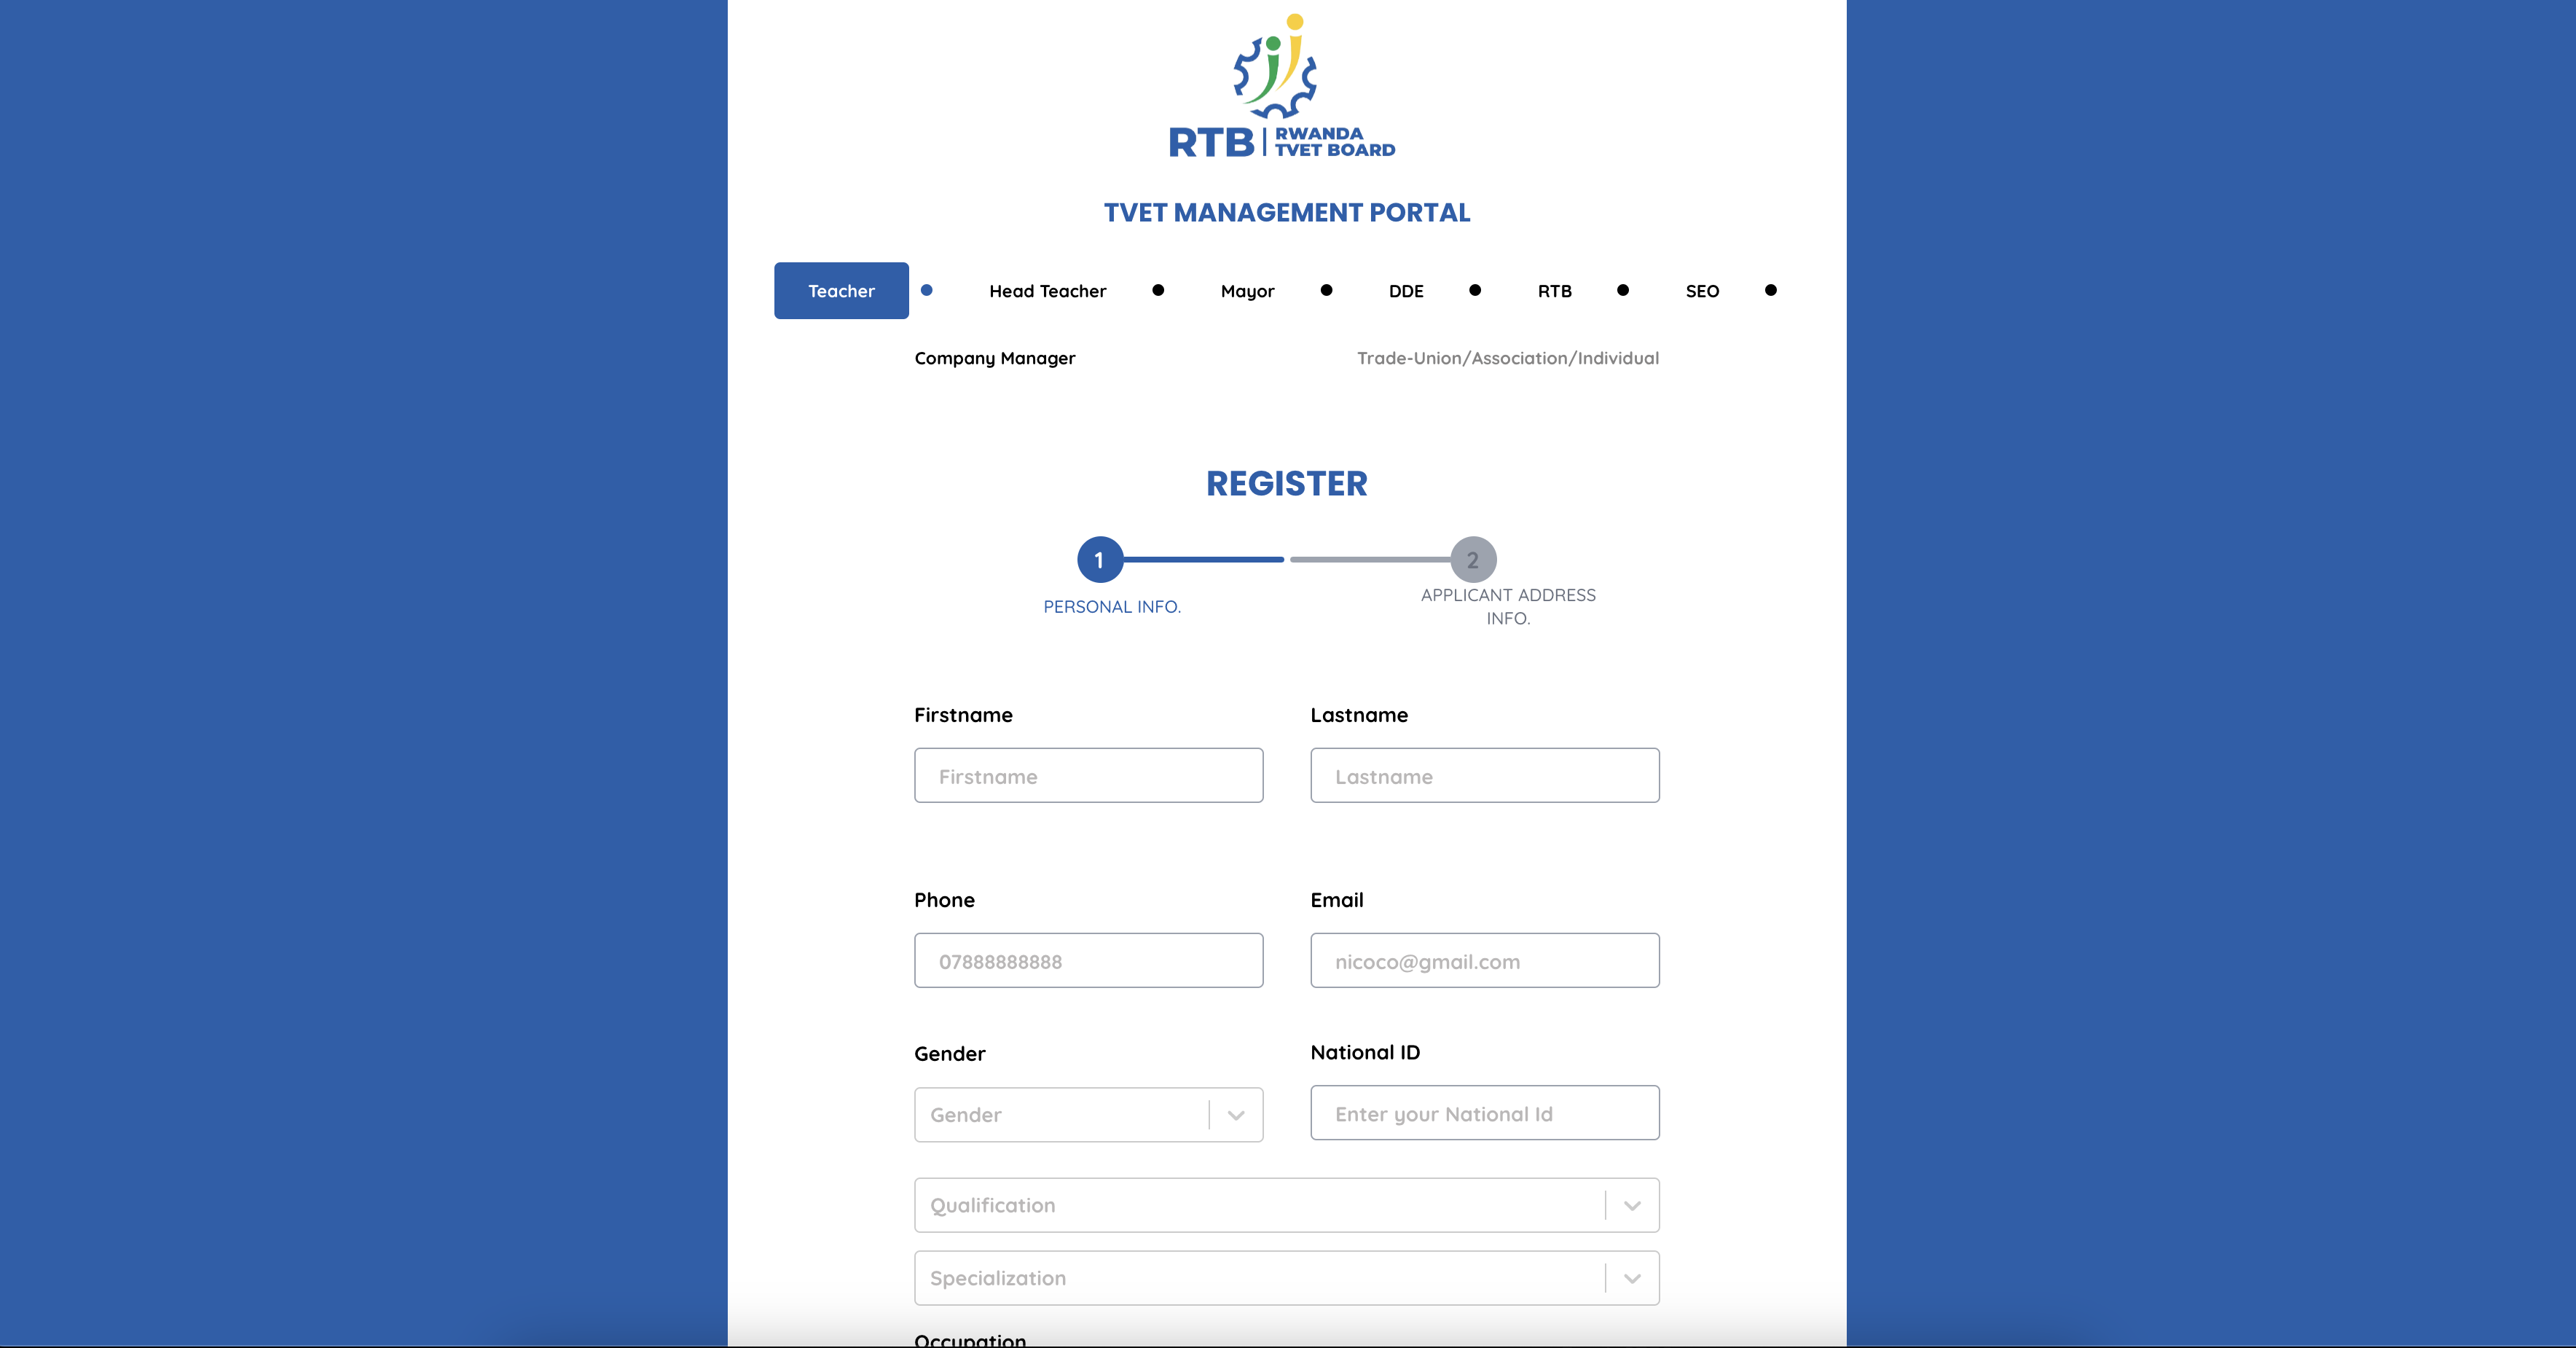 RTB | RWANDA
TVET BOARD
TVET MANAGEMENT PORTAL
Teacher Head Teacher Mayor DDE RTB SEO
Company Manager Trade-Union/Association/Individual
REGISTER
1 2
PERSONAL INFO. APPLICANT ADDRESS
INFO.
Firstname Lastname
Firstname Lastname
Phone Email
07888888888 nicoco@gmail.com
Gender National ID
Gender Enter your National Id
Qualification
Specialization
Occupation